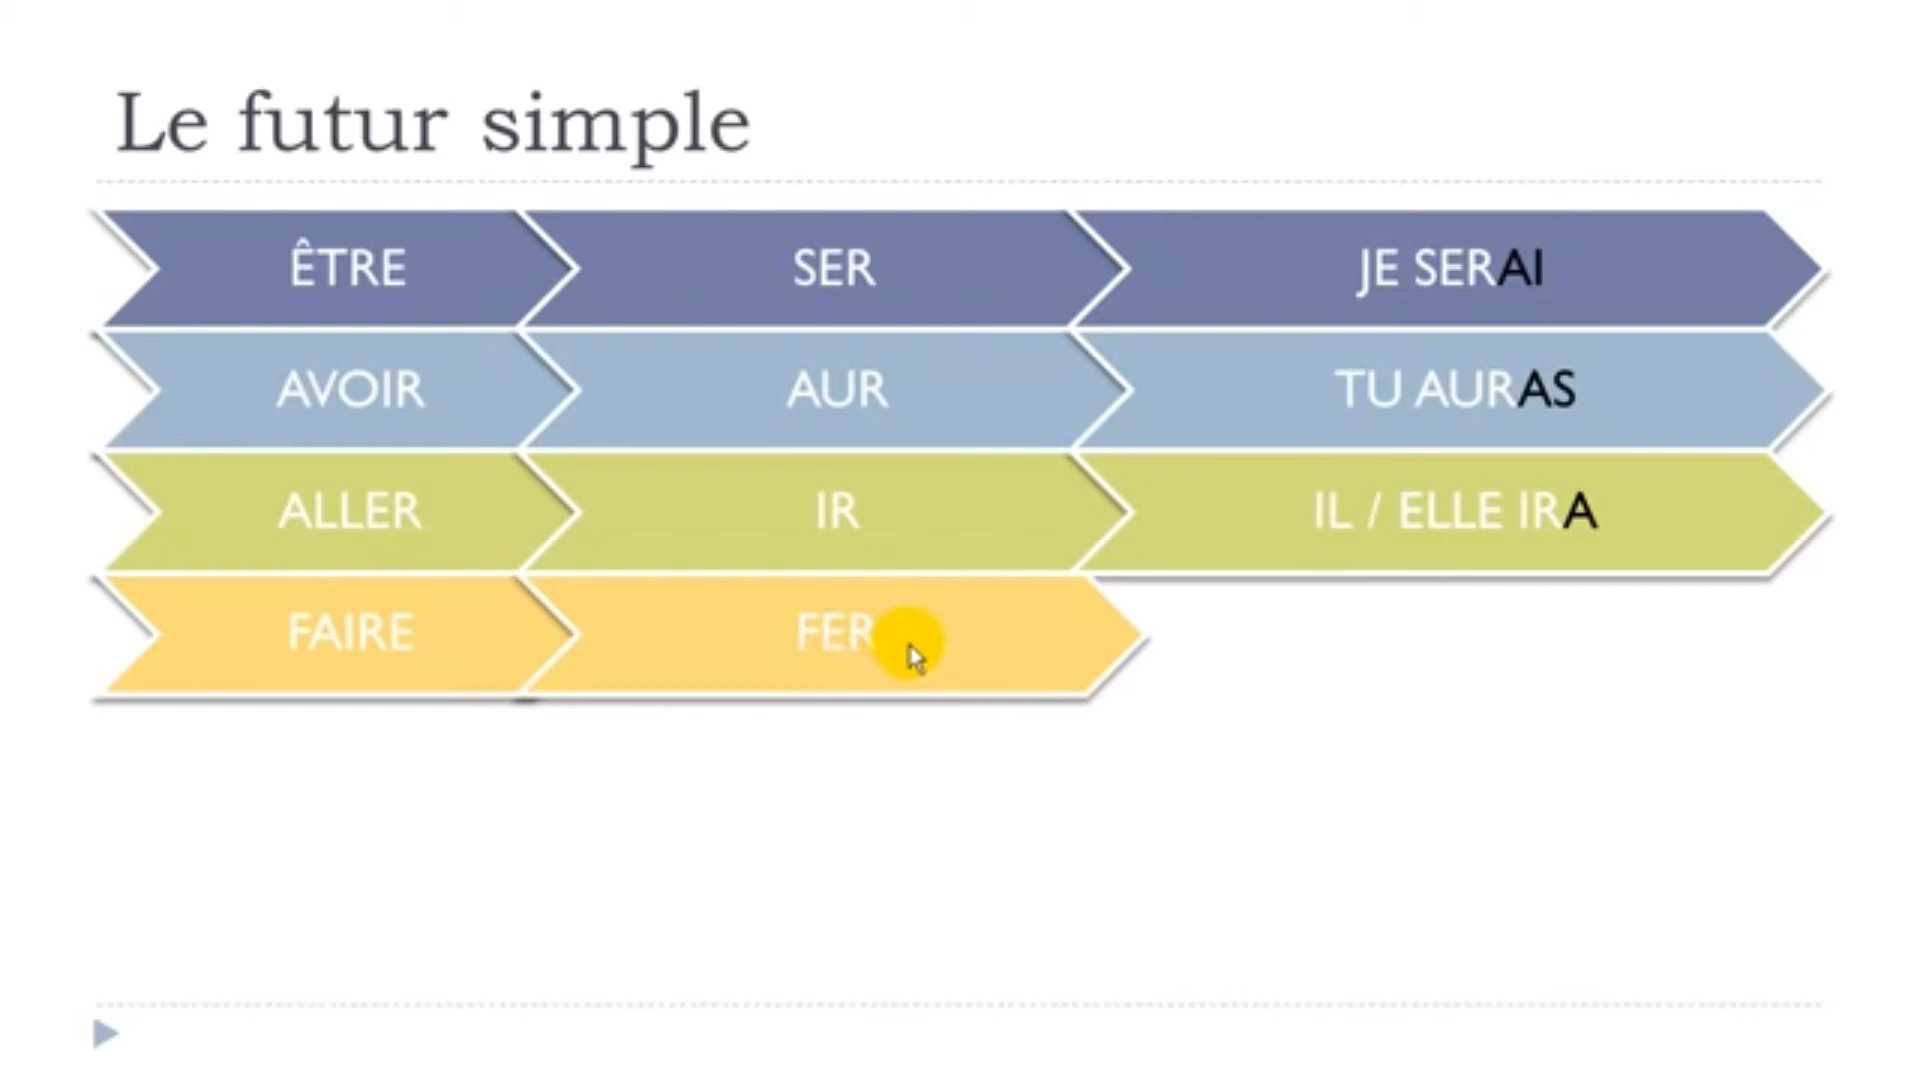 Le futur simple
ÊTRE SER JE SERAI
AVOIR AUR TU AURAS
ALLER IR IL / ELLE IRA
FAIRE FER